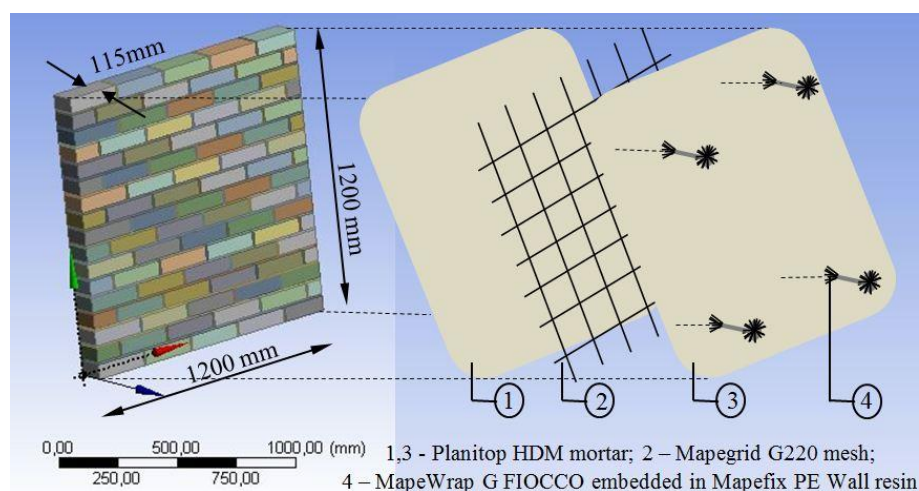 115mm
1200 mm
1200 mm
1 2 3 4
0,00 500,00 1000,00 (mm)
250,00 750,00
1,3 - Planitop HDM mortar; 2 – Mapegrid G220 mesh;
4 – MapeWrap G FIOCCO embedded in Mapefix PE Wall resin